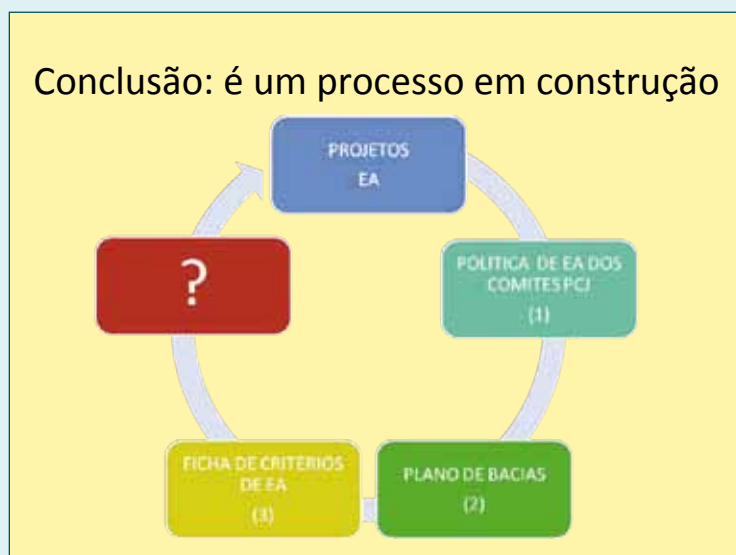 Conclusão: é um processo em construção
PROJETOS
EA
POLITICA DE EA DOS
COMITES PCJ
(1)
PLANO DE BACIAS
(2)
FICHA DE CRITERIOS
DE EA
(3)
?